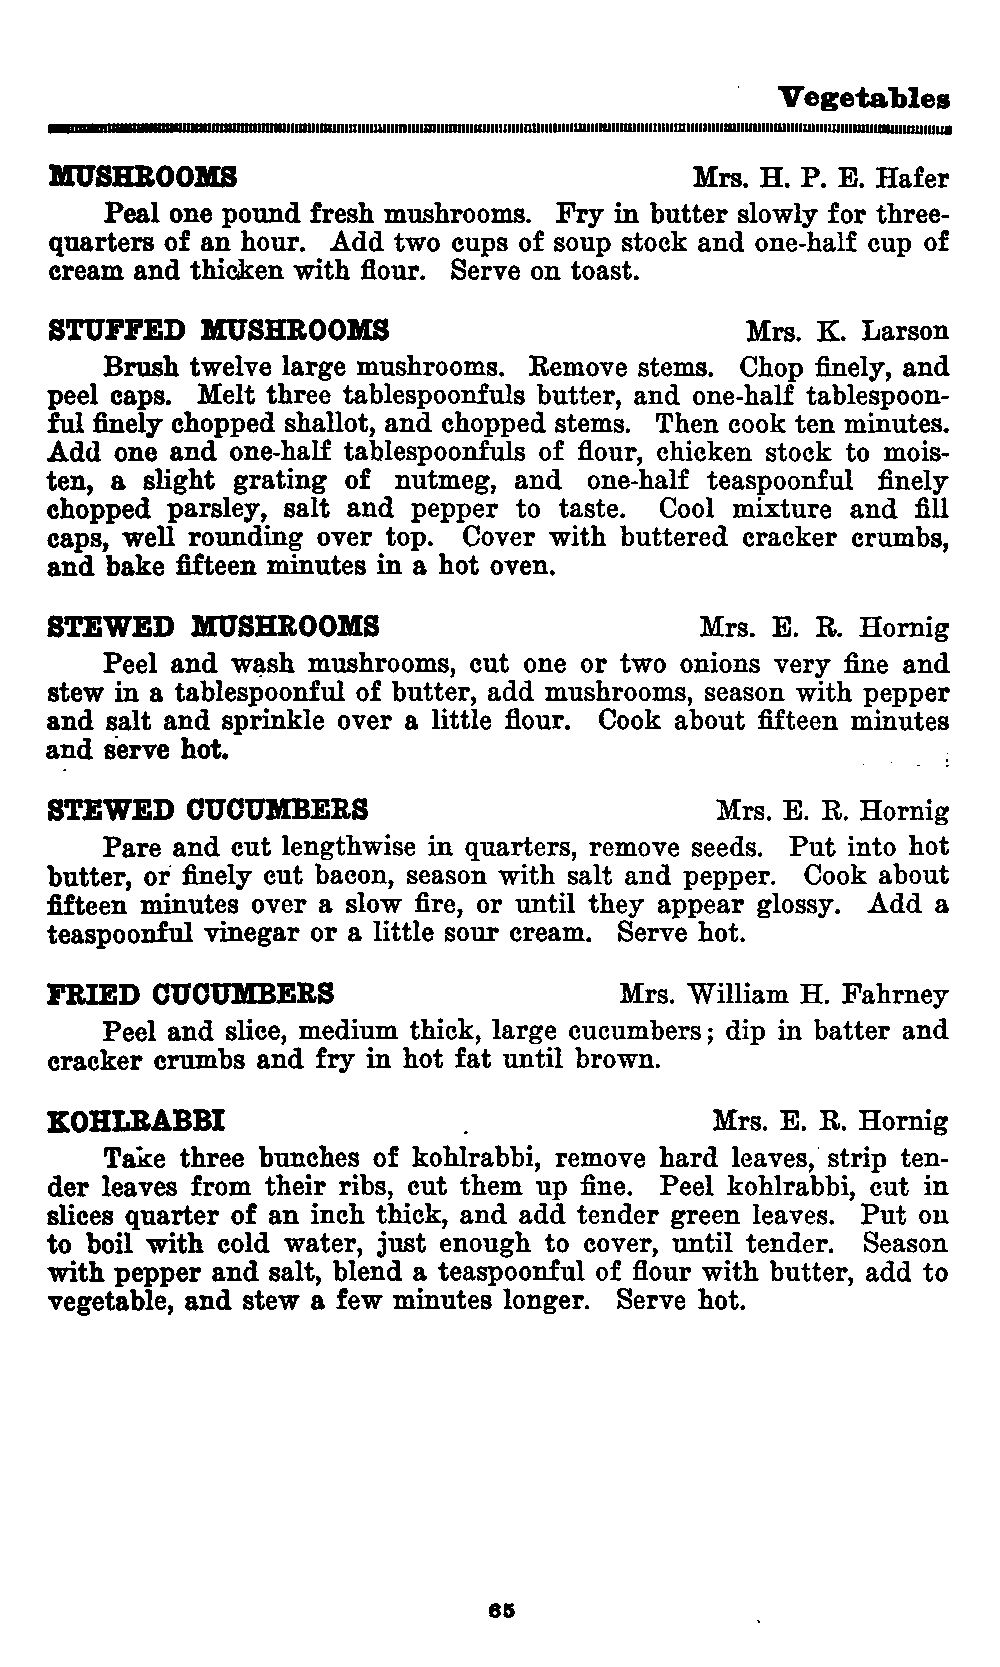 Vegetables
MUSHROOMS Mrs. H. P. E. Hafer
Peal one pound fresh mushrooms. Fry in butter slowly for three-
quarters of an hour. Add two cups of soup stock and one-half cup of
cream and thicken with flour. Serve on toast.
STUFFED MUSHROOMS Mrs. K. Larson
Brush twelve large mushrooms. Remove stems. Chop finely, and
peel caps. Melt three tablespoonfuls butter, and one-half tablespoon-
ful finely chopped shallot, and chopped stems. Then cook ten minutes.
Add one and one-half tablespoonfuls of flour, chicken stock to mois-
ten, a slight grating of nutmeg, and one-half teaspoonful finely
chopped parsley, salt and pepper to taste. Cool mixture and fill
caps, well rounding over top. Cover with buttered cracker crumbs,
and bake fifteen minutes in a hot oven.
STEWED MUSHROOMS Mrs. E. R. Hornig
Peel and wash mushrooms, cut one or two onions very fine and
stew in a tablespoonful of butter, add mushrooms, season with pepper
and salt and sprinkle over a little flour. Cook about fifteen minutes
and serve hot.
STEWED CUCUMBERS Mrs. E. R. Hornig
Pare and cut lengthwise in quarters, remove seeds. Put into hot
butter, or finely cut bacon, season with salt and pepper. Cook about
fifteen minutes over a slow fire, or until they appear glossy. Add a
teaspoonful vinegar or a little sour cream. Serve hot.
FRIED CUCUMBERS Mrs. William H. Fahrney
Peel and slice, medium thick, large cucumbers; dip in batter and
cracker crumbs and fry in hot fat until brown.
KOHLRABBI Mrs. E. R. Hornig
Take three bunches of kohlrabbi, remove hard leaves, strip ten-
der leaves from their ribs, cut them up fine. Peel kohlrabbi, cut in
slices quarter of an inch thick, and add tender green leaves. Put on
to boil with cold water, just enough to cover, until tender. Season
with pepper and salt, blend a teaspoonful of flour with butter, add to
vegetable, and stew a few minutes longer. Serve hot.
65